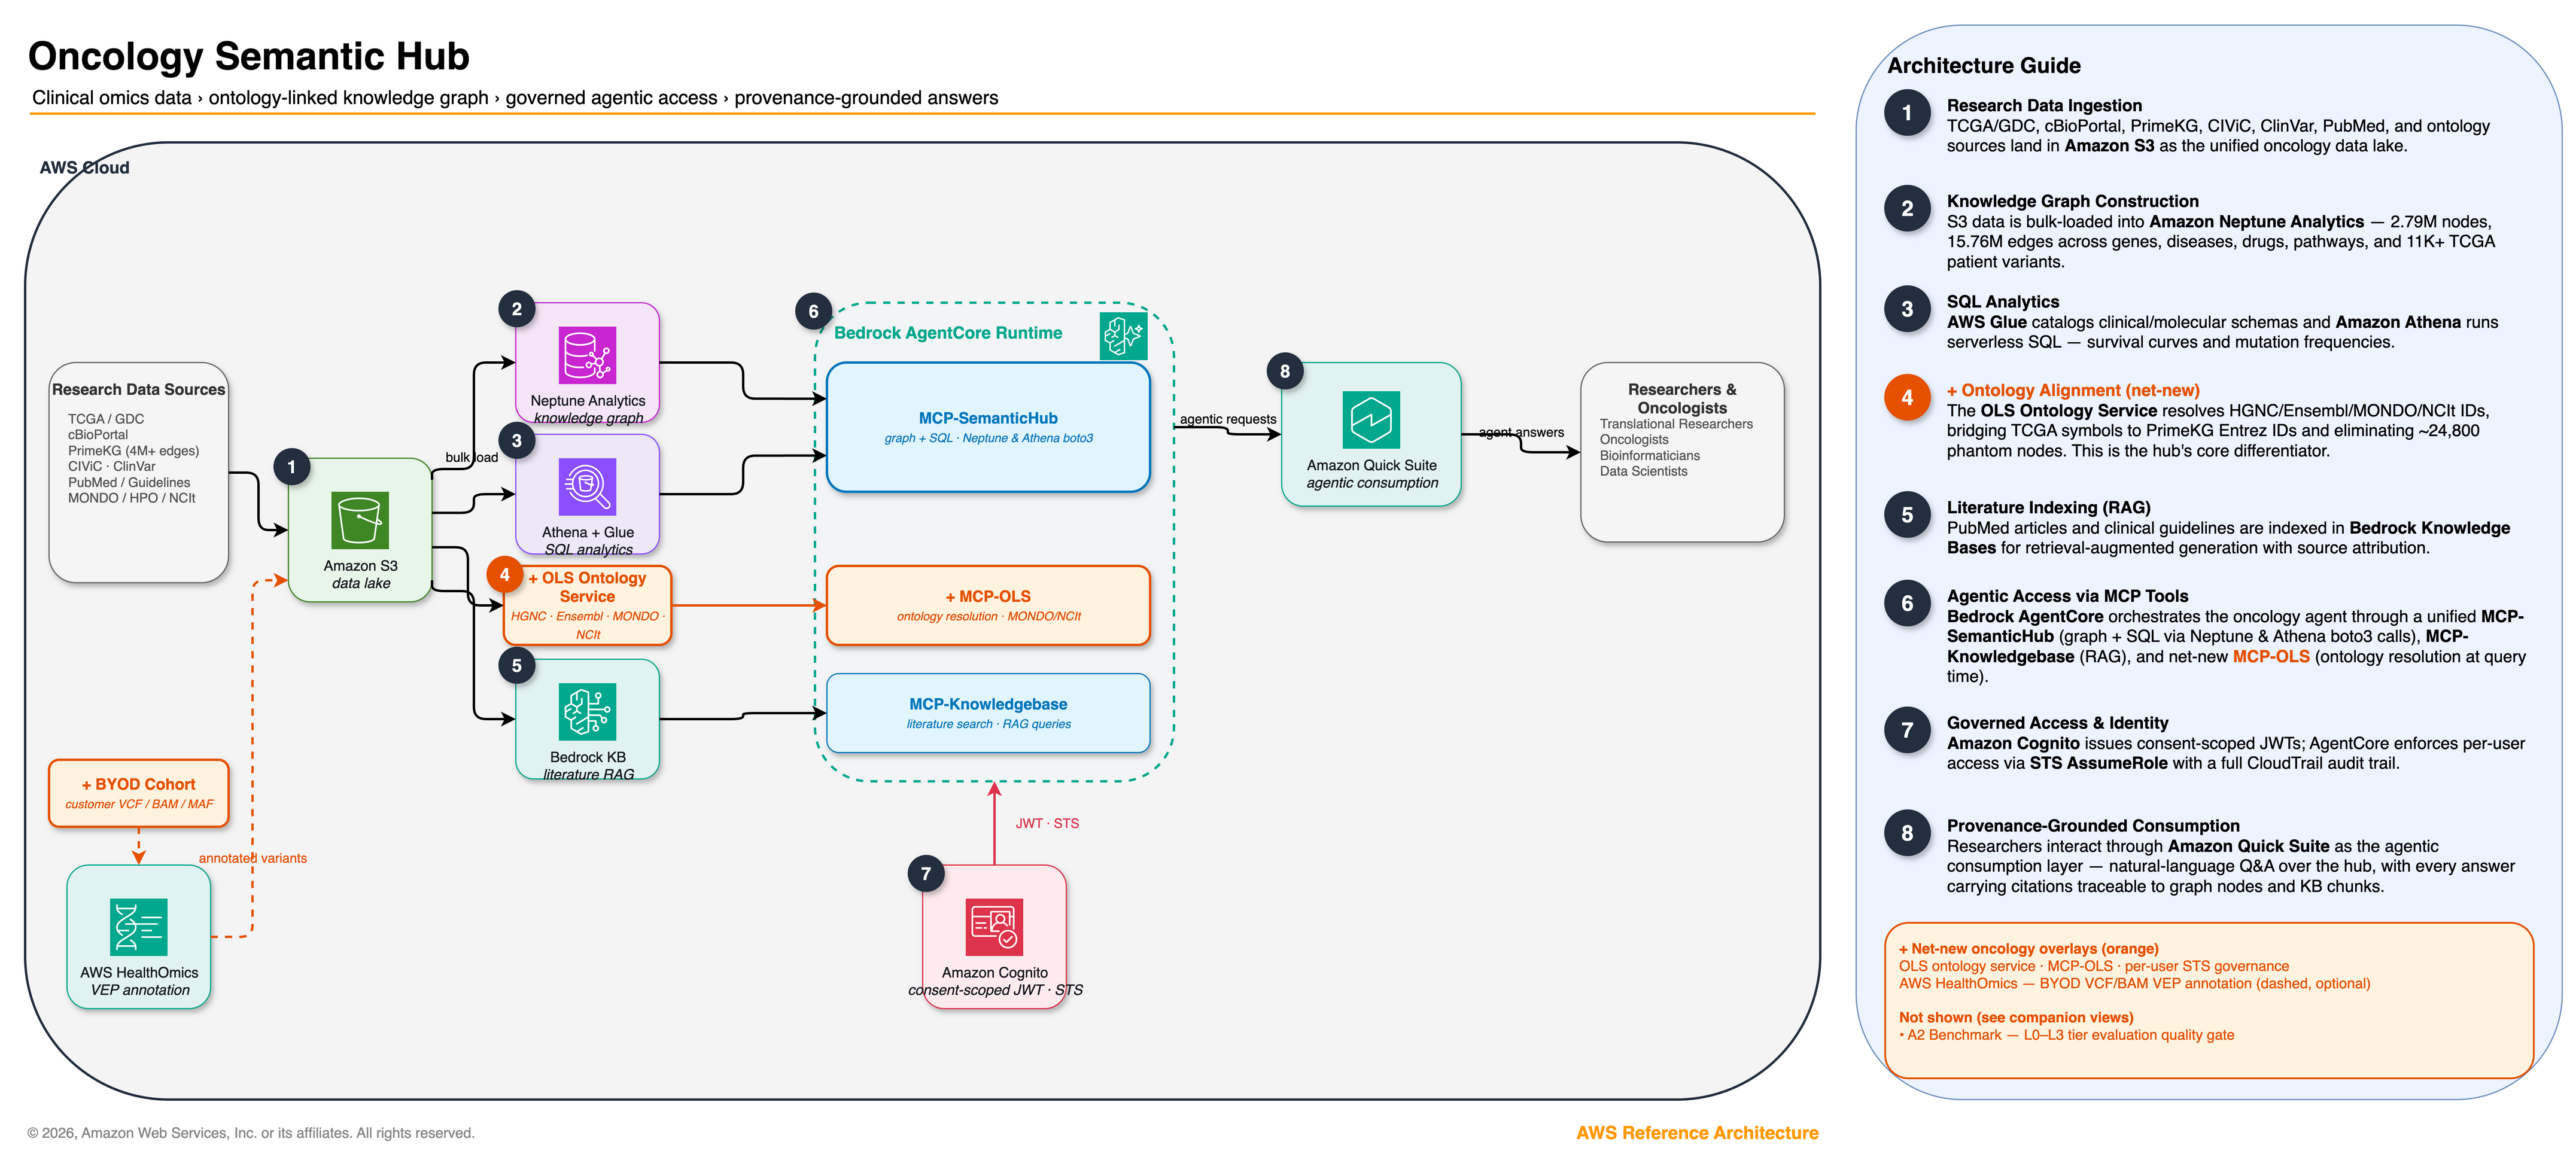 Oncology Semantic Hub
Clinical omics data › ontology-linked knowledge graph › governed agentic access › provenance-grounded answers
AWS Cloud
Research Data Sources
TCGA / GDC
cBioPortal
PrimeKG (4M+ edges)
CIViC · ClinVar
PubMed / Guidelines
MONDO / HPO / NCIt
1
Amazon S3
data lake
bulk load
2
Neptune Analytics
knowledge graph
3
Athena + Glue
SQL analytics
4
+ OLS Ontology
Service
HGNC · Ensembl · MONDO ·
NCIt
5
Bedrock KB
literature RAG
+ BYOD Cohort
customer VCF / BAM / MAF
annotated variants
AWS HealthOmics
VEP annotation
6
Bedrock AgentCore Runtime
MCP-SemanticHub
graph + SQL · Neptune & Athena boto3
+ MCP-OLS
ontology resolution · MONDO/NCIt
MCP-Knowledgebase
literature search · RAG queries
JWT · STS
7
Amazon Cognito
consent-scoped JWT · STS
agentic requests
8
Amazon Quick Suite
agentic consumption
agent answers
Researchers &
Oncologists
Translational Researchers
Oncologists
Bioinformaticians
Data Scientists
© 2026, Amazon Web Services, Inc. or its affiliates. All rights reserved.
AWS Reference Architecture
Architecture Guide
1
Research Data Ingestion
TCGA/GDC, cBioPortal, PrimeKG, CIViC, ClinVar, PubMed, and ontology
sources land in Amazon S3 as the unified oncology data lake.
2
Knowledge Graph Construction
S3 data is bulk-loaded into Amazon Neptune Analytics — 2.79M nodes,
15.76M edges across genes, diseases, drugs, pathways, and 11K+ TCGA
patient variants.
3
SQL Analytics
AWS Glue catalogs clinical/molecular schemas and Amazon Athena runs
serverless SQL — survival curves and mutation frequencies.
4
+ Ontology Alignment (net-new)
The OLS Ontology Service resolves HGNC/Ensembl/MONDO/NCIt IDs,
bridging TCGA symbols to PrimeKG Entrez IDs and eliminating ~24,800
phantom nodes. This is the hub's core differentiator.
5
Literature Indexing (RAG)
PubMed articles and clinical guidelines are indexed in Bedrock Knowledge
Bases for retrieval-augmented generation with source attribution.
6
Agentic Access via MCP Tools
Bedrock AgentCore orchestrates the oncology agent through a unified MCP-
SemanticHub (graph + SQL via Neptune & Athena boto3 calls), MCP-
Knowledgebase (RAG), and net-new MCP-OLS (ontology resolution at query
time).
7
Governed Access & Identity
Amazon Cognito issues consent-scoped JWTs; AgentCore enforces per-user
access via STS AssumeRole with a full CloudTrail audit trail.
8
Provenance-Grounded Consumption
Researchers interact through Amazon Quick Suite as the agentic
consumption layer — natural-language Q&A over the hub, with every answer
carrying citations traceable to graph nodes and KB chunks.
+ Net-new oncology overlays (orange)
OLS ontology service · MCP-OLS · per-user STS governance
AWS HealthOmics — BYOD VCF/BAM VEP annotation (dashed, optional)
Not shown (see companion views)
• A2 Benchmark — L0–L3 tier evaluation quality gate